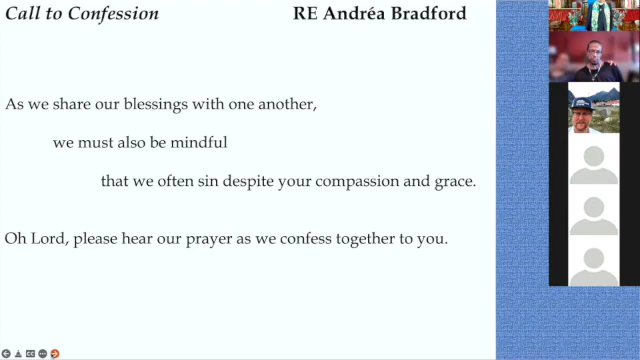 Call to Confession RE Andréa Bradford
As we share our blessings with one another,
we must also be mindful
that we often sin despite your compassion and grace.
Oh Lord, please hear our prayer as we confess together to you.
CC